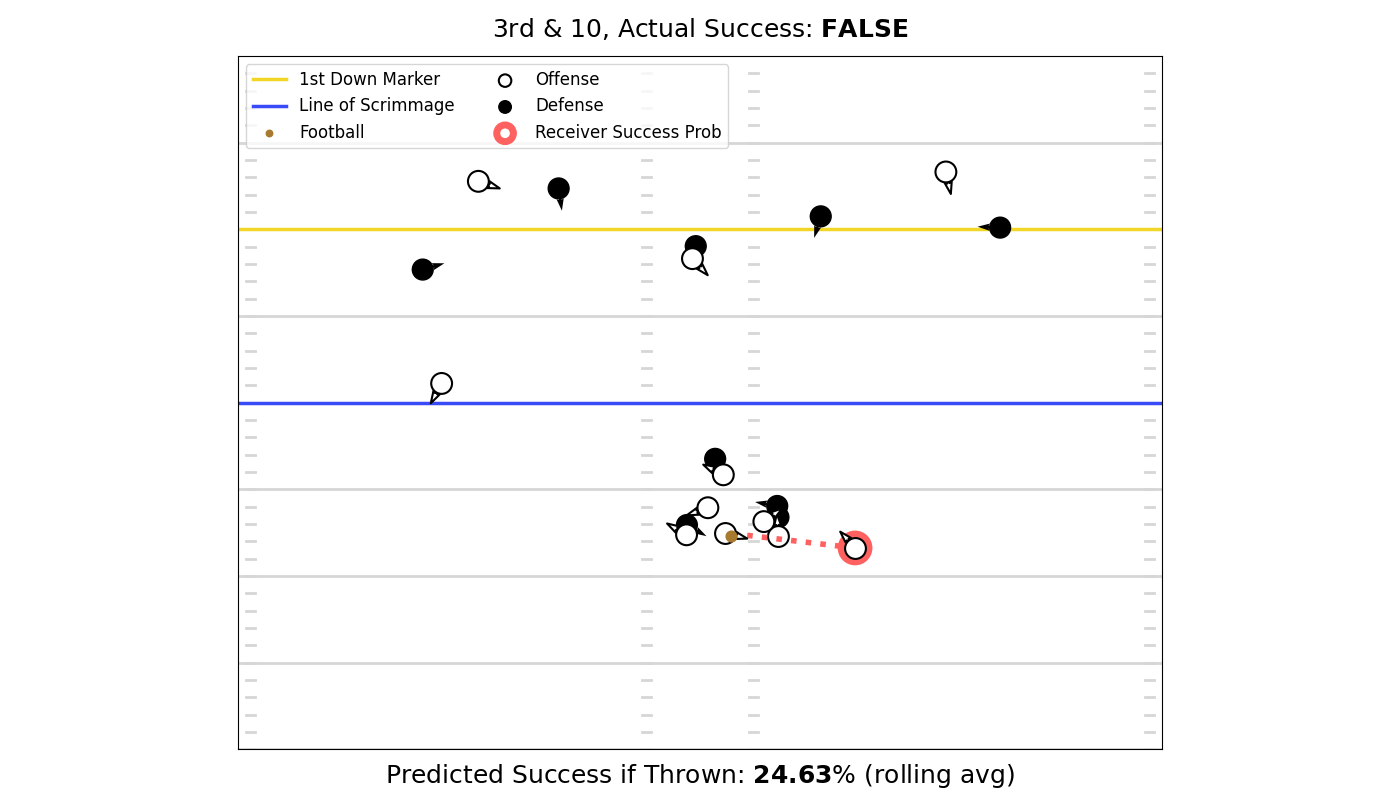 3rd & 10, Actual Success: FALSE
1st Down Marker
Line of Scrimmage
Football
Offense
Defense
Receiver Success Prob
Predicted Success if Thrown: 24.63% (rolling avg)